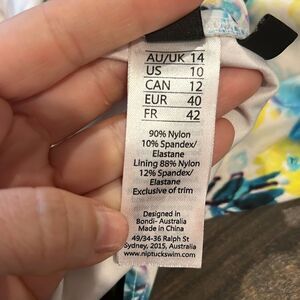 AU/UK 14
US 10
CAN 12
EUR 40
FR 42
90% Nylon
10% Spandex/
Elastane
Lining 88% Nylon
12% Spandex/
Elastane
Exclusive of trim
Designed in
Bondi- Australia
Made in China
49/34-36 Ralph St
Sydney, 2015, Australia
www.niptuckswim.com